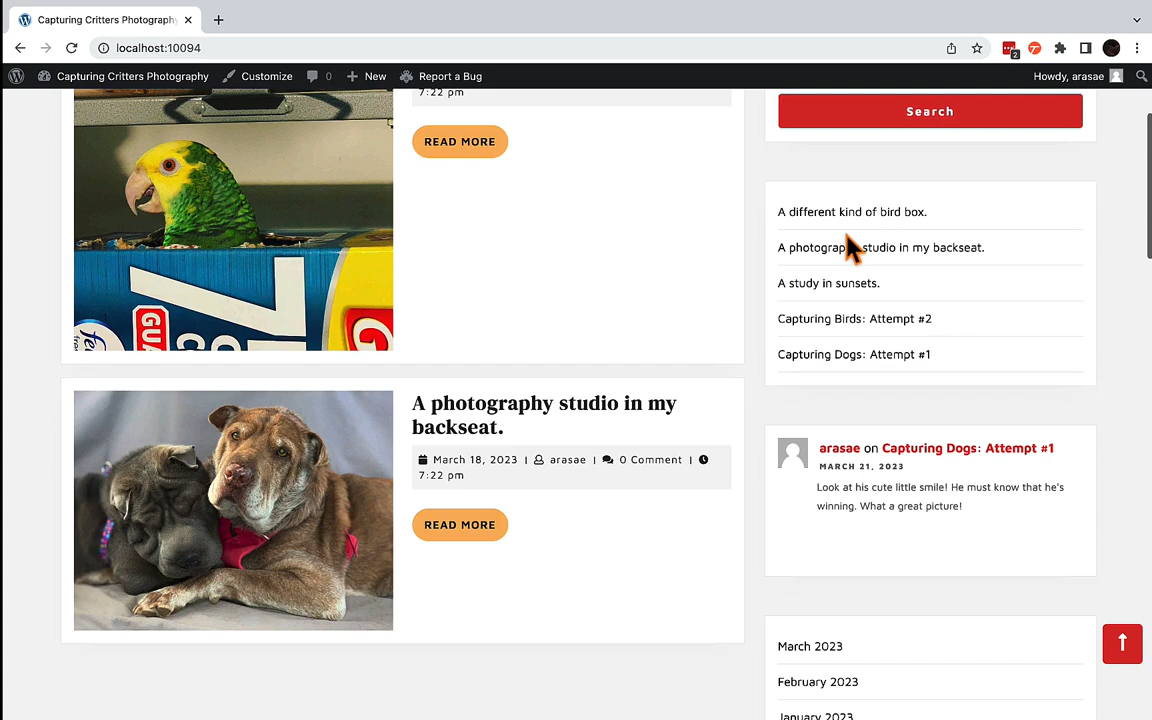 Capturing Critters Photography
localhost:10094
2
Capturing Critters Photography
Customize
0
New
Report a Bug
Howdy, arasae
7:22 pm
READ MORE
GUA
A photography studio in my
backseat.
March 18, 2023 | arasae | 0 Comment |
7:22 pm
READ MORE
Search
A different kind of bird box.
A photography studio in my backseat.
A study in sunsets.
Capturing Birds: Attempt #2
Capturing Dogs: Attempt #1
arasae on Capturing Dogs: Attempt #1
MARCH 21, 2023
Look at his cute little smile! He must know that he's
winning. What a great picture!
March 2023
February 2023
January 2023